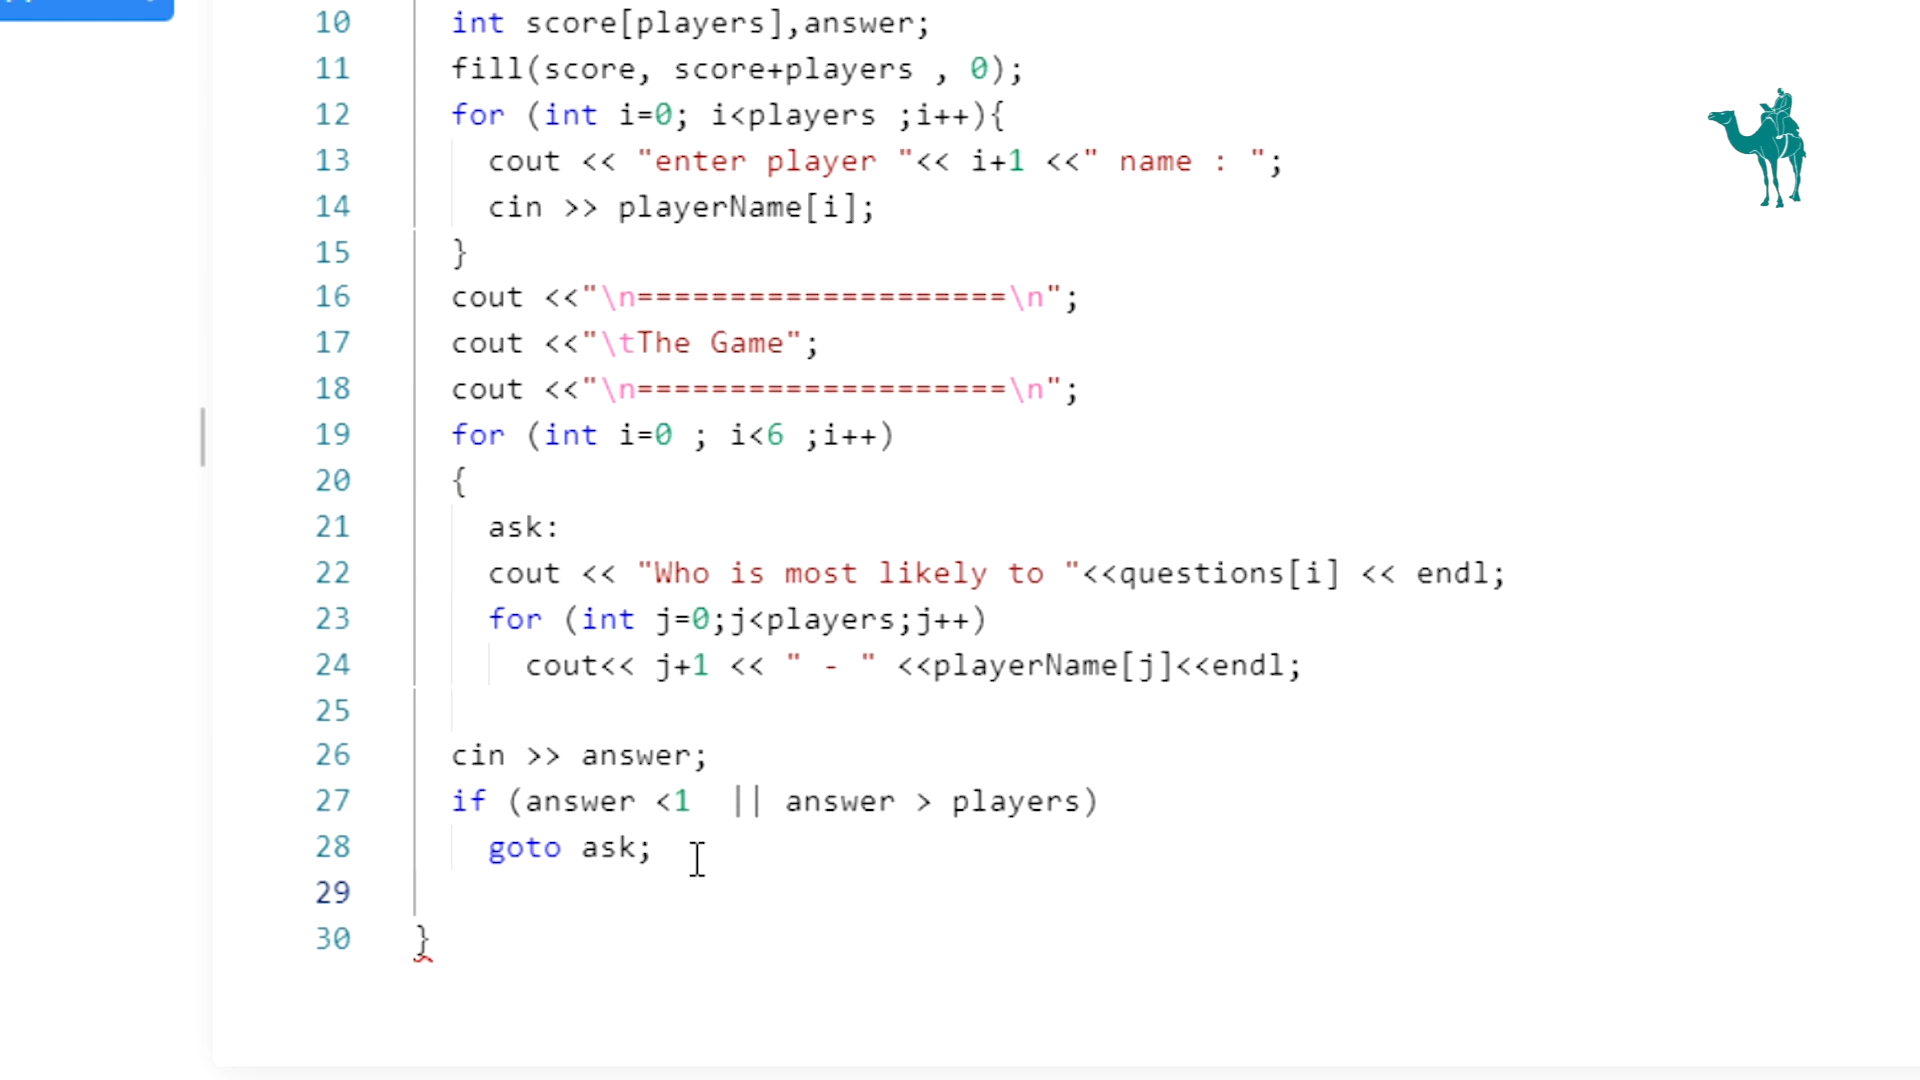 10 int score[players],answer;
11 fill(score, score+players , 0);
12 for (int i=0; i<players ;i++){
13 cout << "enter player "<< i+1 <<" name : ";
14 cin >> playerName[i];
15 }
16 cout <<"\n====================\n";
17 cout <<"\tThe Game";
18 cout <<"\n====================\n";
19 for (int i=0 ; i<6 ;i++)
20 {
21 ask:
22 cout << "Who is most likely to "<<questions[i] << endl;
23 for (int j=0;j<players;j++)
24 cout<< j+1 << " - " <<playerName[j]<<endl;
25
26 cin >> answer;
27 if (answer <1  || answer > players)
28 goto ask;
29
30 }